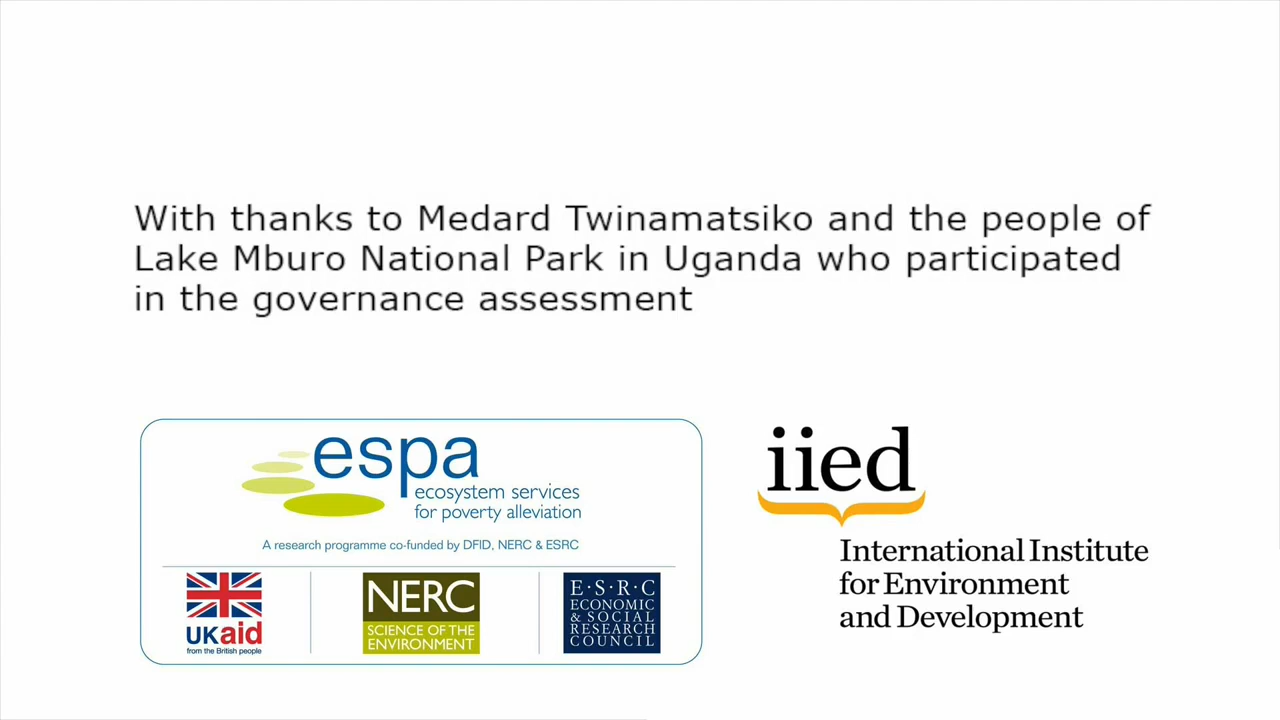 With thanks to Medard Twinamatsiko and the people of
Lake Mburo National Park in Uganda who participated
in the governance assessment
espa
ecosystem services
for poverty alleviation
A research programme co-funded by DFID, NERC & ESRC
UKaid
from the British people
NERC
SCIENCE OF THE
ENVIRONMENT
E·S·R·C
ECONOMIC
& SOCIAL
RESEARCH
COUNCIL
iied
International Institute
for Environment
and Development